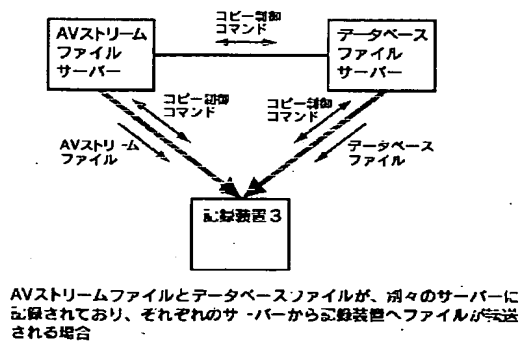 コピー制御
コマンド
AVストリーム
ファイル
サーバー
データベース
ファイル
サーバー
コピー制御
コマンド
コピー制御
コマンド
AVストリーム
ファイル
データベース
ファイル
記録装置3
AVストリームファイルとデータベースファイルが、別々のサーバーに
記録されており、それぞれのサーバーから記録装置へファイルが転送
される場合